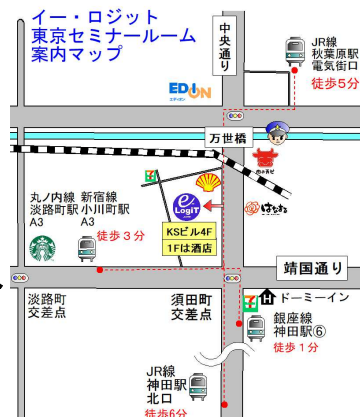 イー・ロジット
東京セミナールーム
案内マップ
中央通り
JR線
秋葉原駅
電気街口
徒歩5分
EDION
エディオン
万世橋
丸ノ内線
淡路町駅
A3
新宿線
小川町駅
A3
徒歩3分
e
LogiT
KSビル4F
1Fは酒店
はなまる
靖国通り
淡路町
交差点
須田町
交差点
ドーミーイン
銀座線
神田駅⑥
徒歩1分
JR線
神田駅
北口
徒歩6分